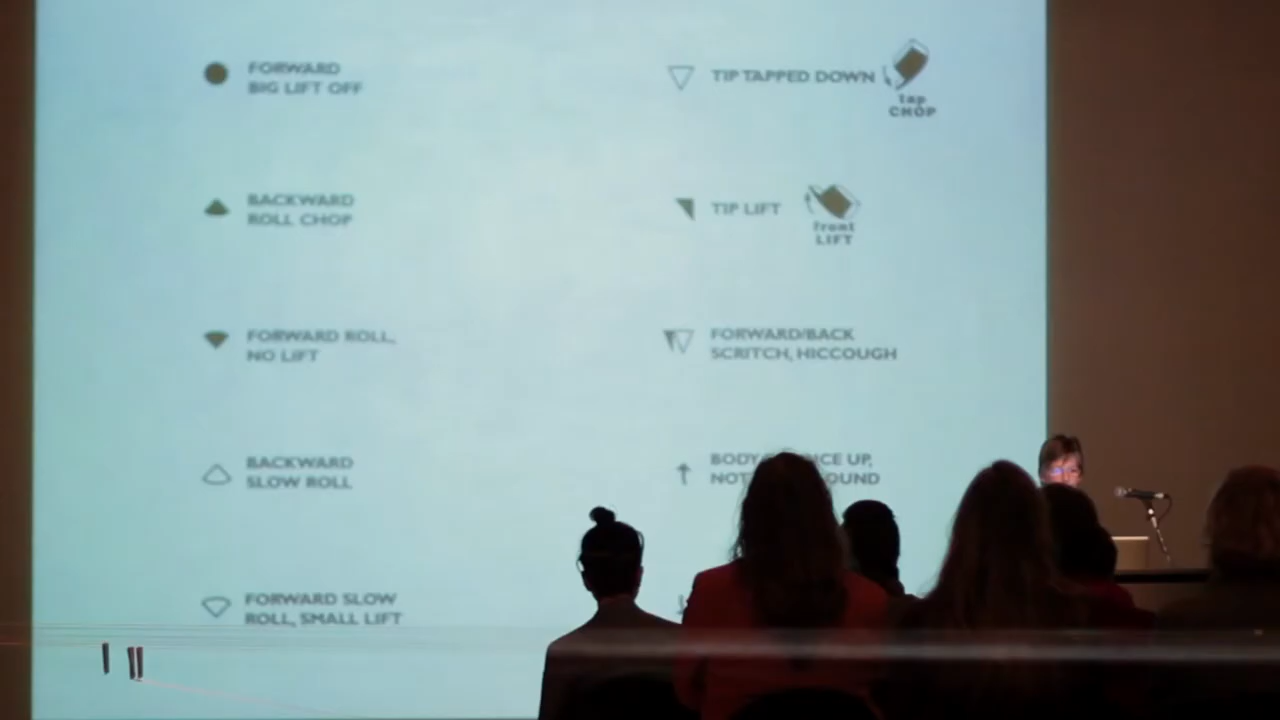 FORWARD
BIG LIFT OFF
BACKWARD
ROLL CHOP
FORWARD ROLL,
NO LIFT
BACKWARD
SLOW ROLL
FORWARD SLOW
ROLL, SMALL LIFT
TIP TAPPED DOWN
tap
CHOP
TIP LIFT
front
LIFT
FORWARD/BACK
SCRITCH, HICCOUGH
BODY UP,